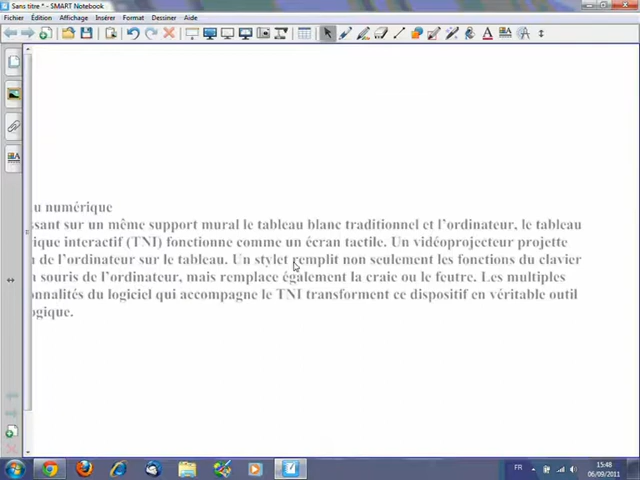 Sans titre * - SMART Notebook
Fichier Édition Affichage Insérer Format Dessiner Aide
u numérique
ssant sur un même support mural le tableau blanc traditionnel et l'ordinateur, le tableau
ique interactif (TNI) fonctionne comme un écran tactile. Un vidéoprojecteur projette
n de l'ordinateur sur le tableau. Un stylet remplit non seulement les fonctions du clavier
a souris de l'ordinateur, mais remplace également la craie ou le feutre. Les multiples
onnalités du logiciel qui accompagne le TNI transforment ce dispositif en véritable outil
ogique.
FR
15:48
06/09/2011